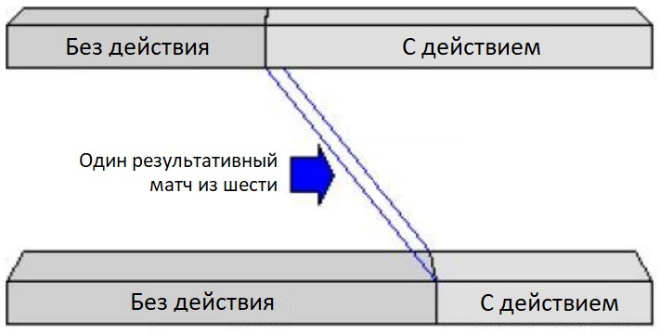 Без действия
С действием
Один результативный
матч из шести
Без действия
С действием